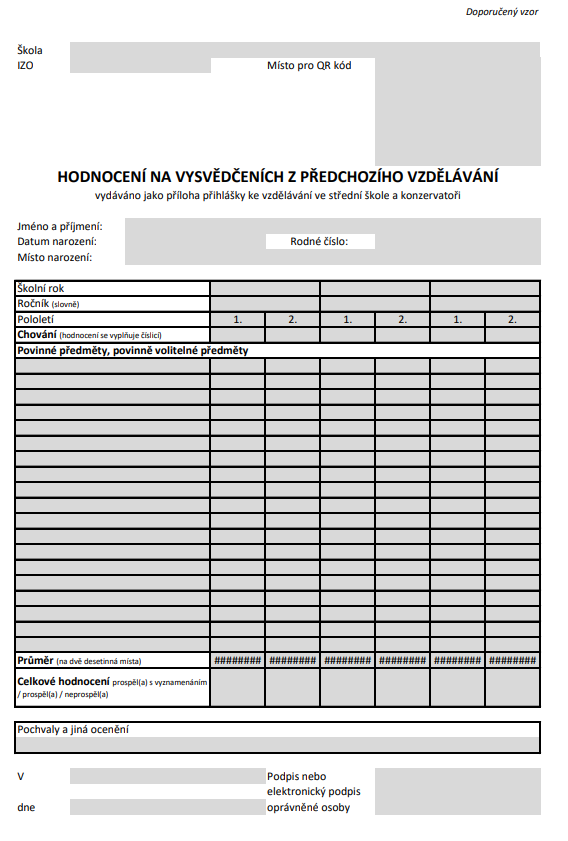 Doporučený vzor
Škola
IZO Místo pro QR kód
HODNOCENÍ NA VYSVĚDČENÍCH Z PŘEDCHOZÍHO VZDĚLÁVÁNÍ
vydáváno jako příloha přihlášky ke vzdělávání ve střední škole a konzervatoři
Jméno a příjmení:
Datum narození: Rodné číslo:
Místo narození:
Školní rok
Ročník (slovně)
Pololetí 1. 2. 1. 2. 1. 2.
Chování (hodnocení se vyplňuje číslicí)
Povinné předměty, povinně volitelné předměty
Průměr (na dvě desetinná místa) ######## ######## ######## ######## ######## ########
Celkové hodnocení prospěl(a) s vyznamenáním
/ prospěl(a) / neprospěl(a)
Pochvaly a jiná ocenění
V Podpis nebo
elektronický podpis
dne oprávněné osoby